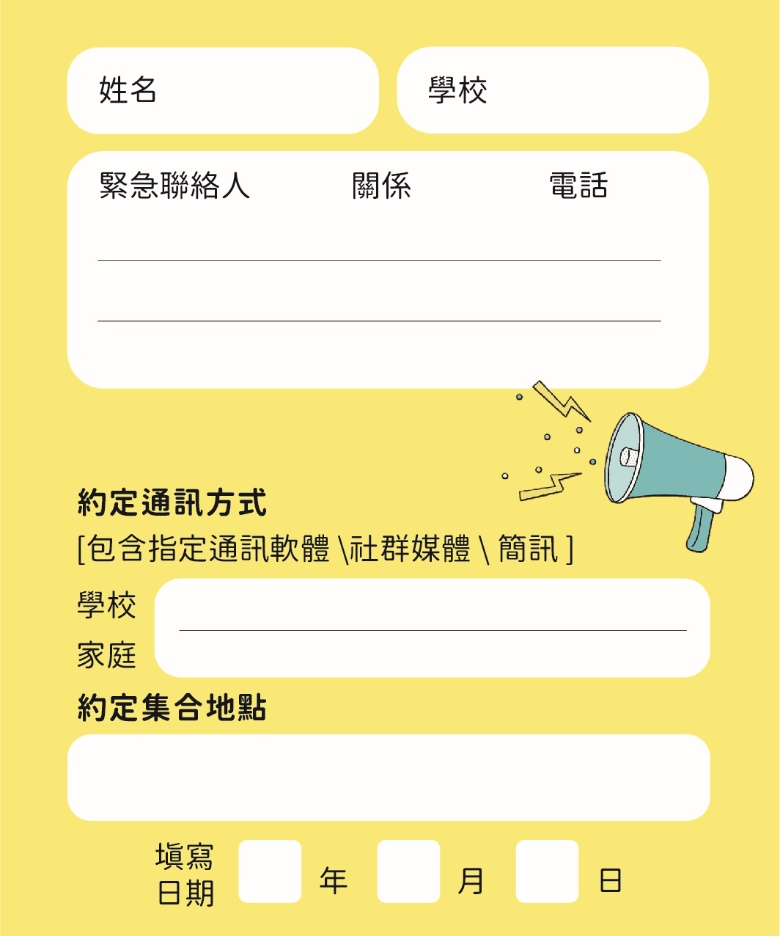 姓名 學校
緊急聯絡人 關係 電話
約定通訊方式
[包含指定通訊軟體 \社群媒體 \ 簡訊 ]
學校
家庭
約定集合地點
填寫
日期 年 月 日